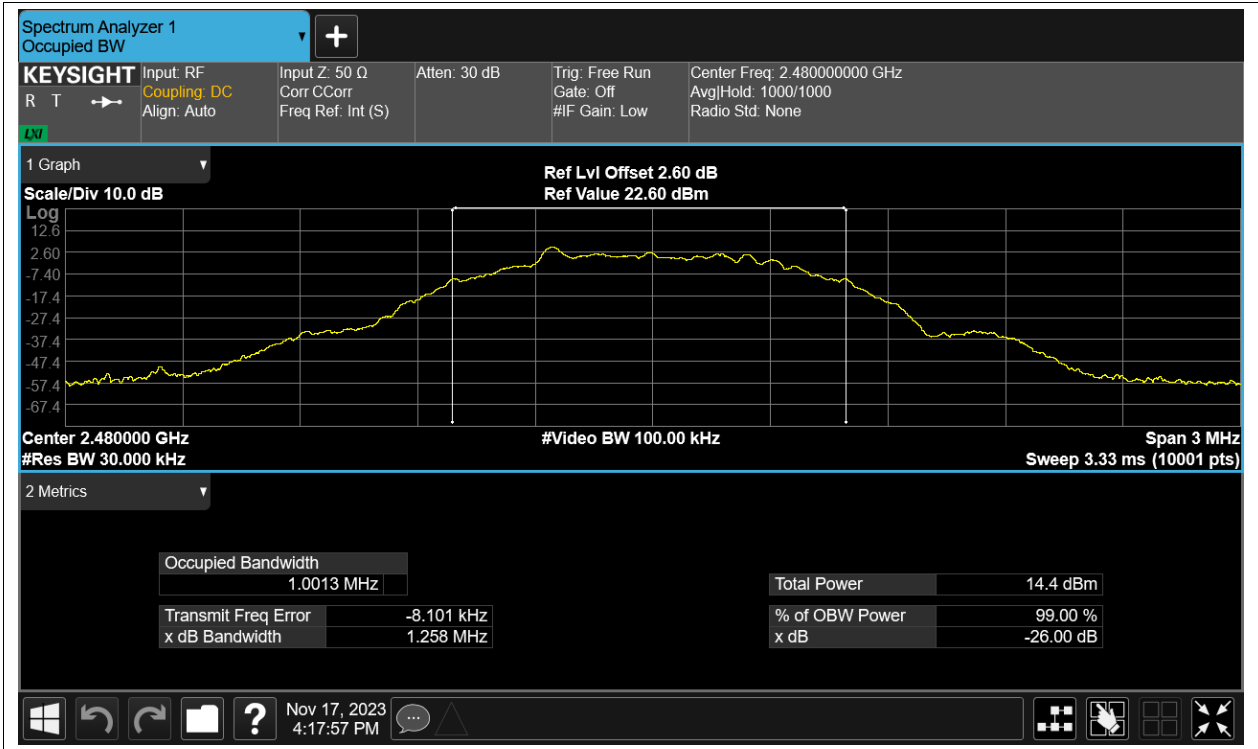 Spectrum Analyzer 1
Occupied BW
KEYSIGHT
R T
LXI
Input: RF
Coupling: DC
Align: Auto
Input Z: 50 Ω
Corr CCorr
Freq Ref: Int (S)
Atten: 30 dB
Trig: Free Run
Gate: Off
#IF Gain: Low
Center Freq: 2.480000000 GHz
Avg|Hold: 1000/1000
Radio Std: None
1 Graph
Scale/Div 10.0 dB
Ref Lvl Offset 2.60 dB
Ref Value 22.60 dBm
Log
12.6
2.60
-7.40
-17.4
-27.4
-37.4
-47.4
-57.4
-67.4
Center 2.480000 GHz
#Res BW 30.000 kHz
#Video BW 100.00 kHz
Span 3 MHz
Sweep 3.33 ms (10001 pts)
2 Metrics
Occupied Bandwidth
1.0013 MHz
Transmit Freq Error -8.101 kHz
x dB Bandwidth 1.258 MHz
Total Power 14.4 dBm
% of OBW Power 99.00 %
x dB -26.00 dB
?
Nov 17, 2023
4:17:57 PM